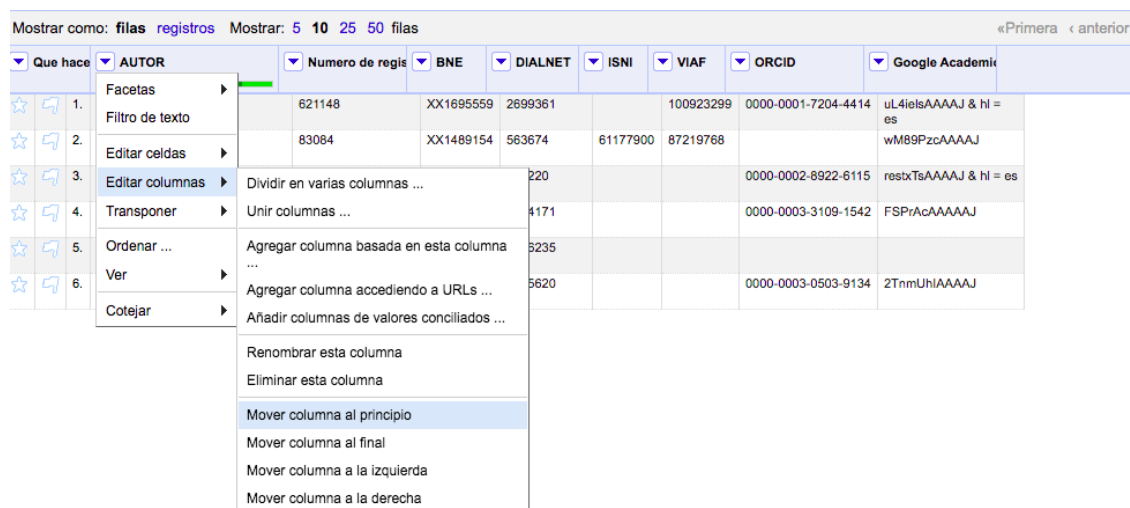 Mostrar como: filas registros Mostrar: 5 10 25 50 filas «Primera ‹ anterior
Que hace AUTOR Numero de regis BNE DIALNET ISNI VIAF ORCID Google Academic
Facetas
1. 621148 XX1695559 2699361 100923299 0000-0001-7204-4414 uL4ielsAAAAJ & hl =
es
Filtro de texto
2. 83084 XX1489154 563674 61177900 87219768 wM89PzcAAAAJ
Editar celdas
3. 220 0000-0002-8922-6115 restxTsAAAAJ & hl = es
Editar columnas
Dividir en varias columnas ...
4. 4171 0000-0003-3109-1542 FSPrAcAAAAAJ
Transponer
Unir columnas ...
5. 6235
Ordenar ...
Agregar columna basada en esta columna
...
Ver
6. 5620 0000-0003-0503-9134 2TnmUhIAAAAJ
Agregar columna accediendo a URLs ...
Cotejar
Añadir columnas de valores conciliados ...
Renombrar esta columna
Eliminar esta columna
Mover columna al principio
Mover columna al final
Mover columna a la izquierda
Mover columna a la derecha